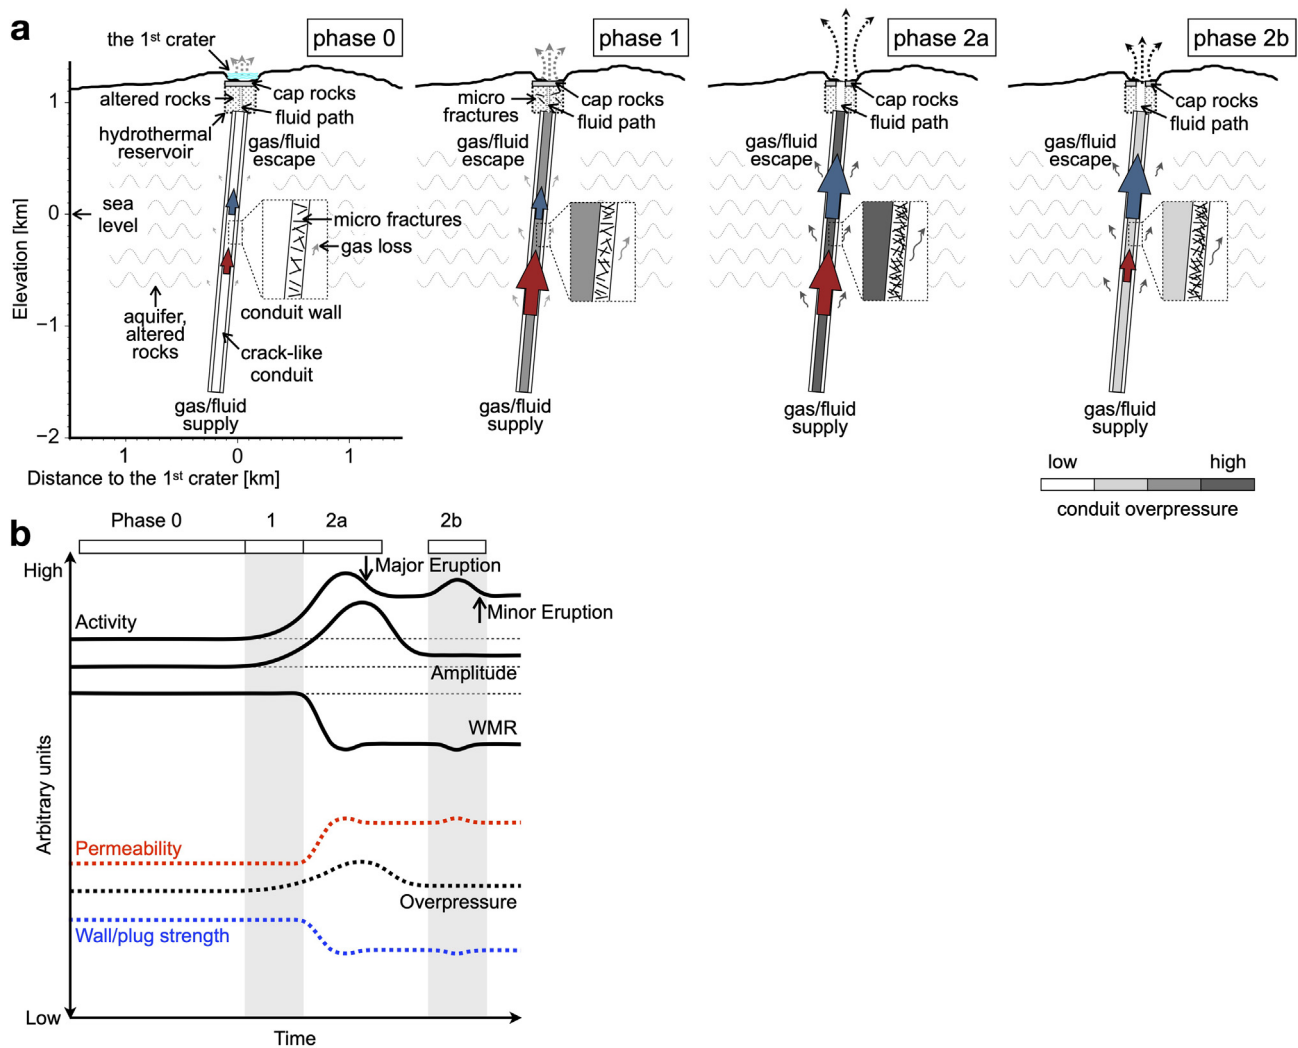 a
phase 0
phase 1
phase 2a
phase 2b
the 1st crater
altered rocks
cap rocks
fluid path
hydrothermal
reservoir
gas/fluid
escape
micro fractures
gas loss
conduit wall
aquifer,
altered
rocks
crack-like
conduit
gas/fluid
supply
micro
fractures
cap rocks
fluid path
gas/fluid
escape
gas/fluid
supply
cap rocks
fluid path
gas/fluid
escape
gas/fluid
supply
cap rocks
fluid path
gas/fluid
escape
gas/fluid
supply
Elevation [km]
1
0
−1
−2
sea
level
1 0 1
Distance to the 1st crater [km]
low high
conduit overpressure
b
Phase 0 1 2a 2b
High
Major Eruption
Minor Eruption
Activity
Amplitude
WMR
Arbitrary units
Permeability
Overpressure
Wall/plug strength
Low
Time